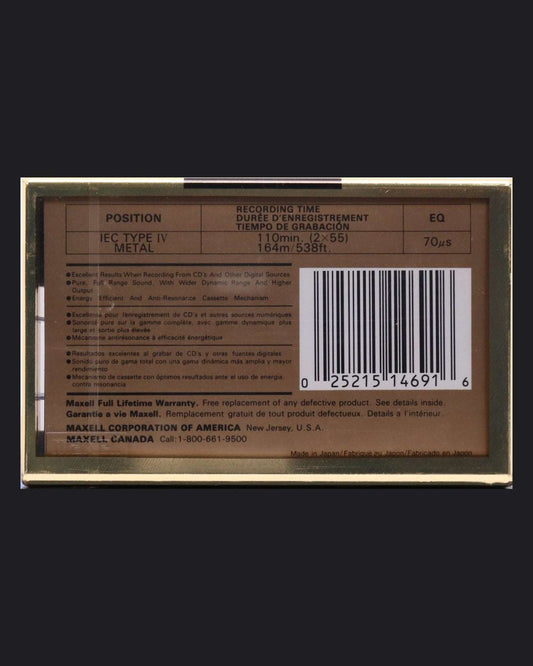 POSITION
RECORDING TIME
DURÉE D'ENREGISTREMENT
TIEMPO DE GRABACIÓN
EQ
IEC TYPE IV
METAL
110min. (2×55)
164m/538ft.
70µs
●Excellent Results When Recording From CD's And Other Digital Sources
●Pure, Full Range Sound, With Wider Dynamic Range And Higher
Output
●Energy Efficient And Anti-Resonance Cassette Mechanism
●Excellents pour l'enregistrement de CD's et autres sources numériques
●Sonorité pure sur la gamme complète, avec gamme dynamique plus
large et sortie plus élevée
●Mécanisme antirésonance à efficacité énergétique
●Resultados excelentes al grabar de CD's y otras fuentes digitales
●Sonido puro de gama total con una gama dinámica más amplia y mayor
rendimiento
●Mecanismo de cassette con óptimos resultados ante el uso de energía,
contra resonancia
0 25215 14691 6
Maxell Full Lifetime Warranty. Free replacement of any defective product. See details inside.
Garantie a vie Maxell. Remplacement gratuit de tout produit defectueux. Details a l'intérieur.
MAXELL CORPORATION OF AMERICA New Jersey, U.S.A.
MAXELL CANADA Call:1-800-661-9500
Made in Japan/Fabriqué au Japon/Fabricado en Japón